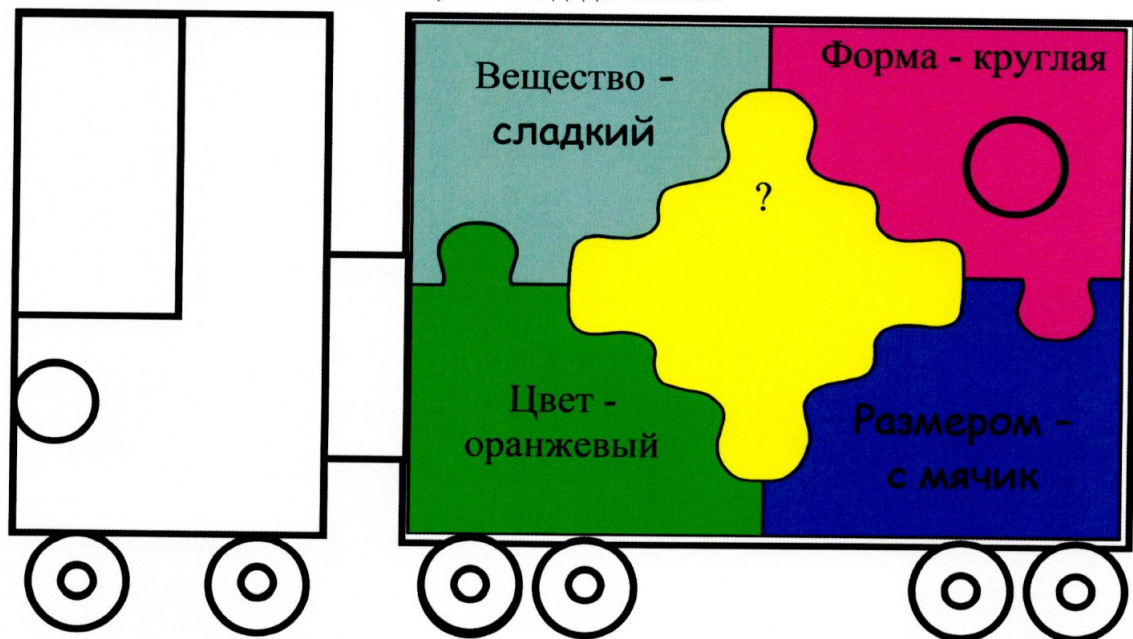 Вещество -
сладкий
Форма - круглая
?
Цвет -
оранжевый
Размером -
с мячик